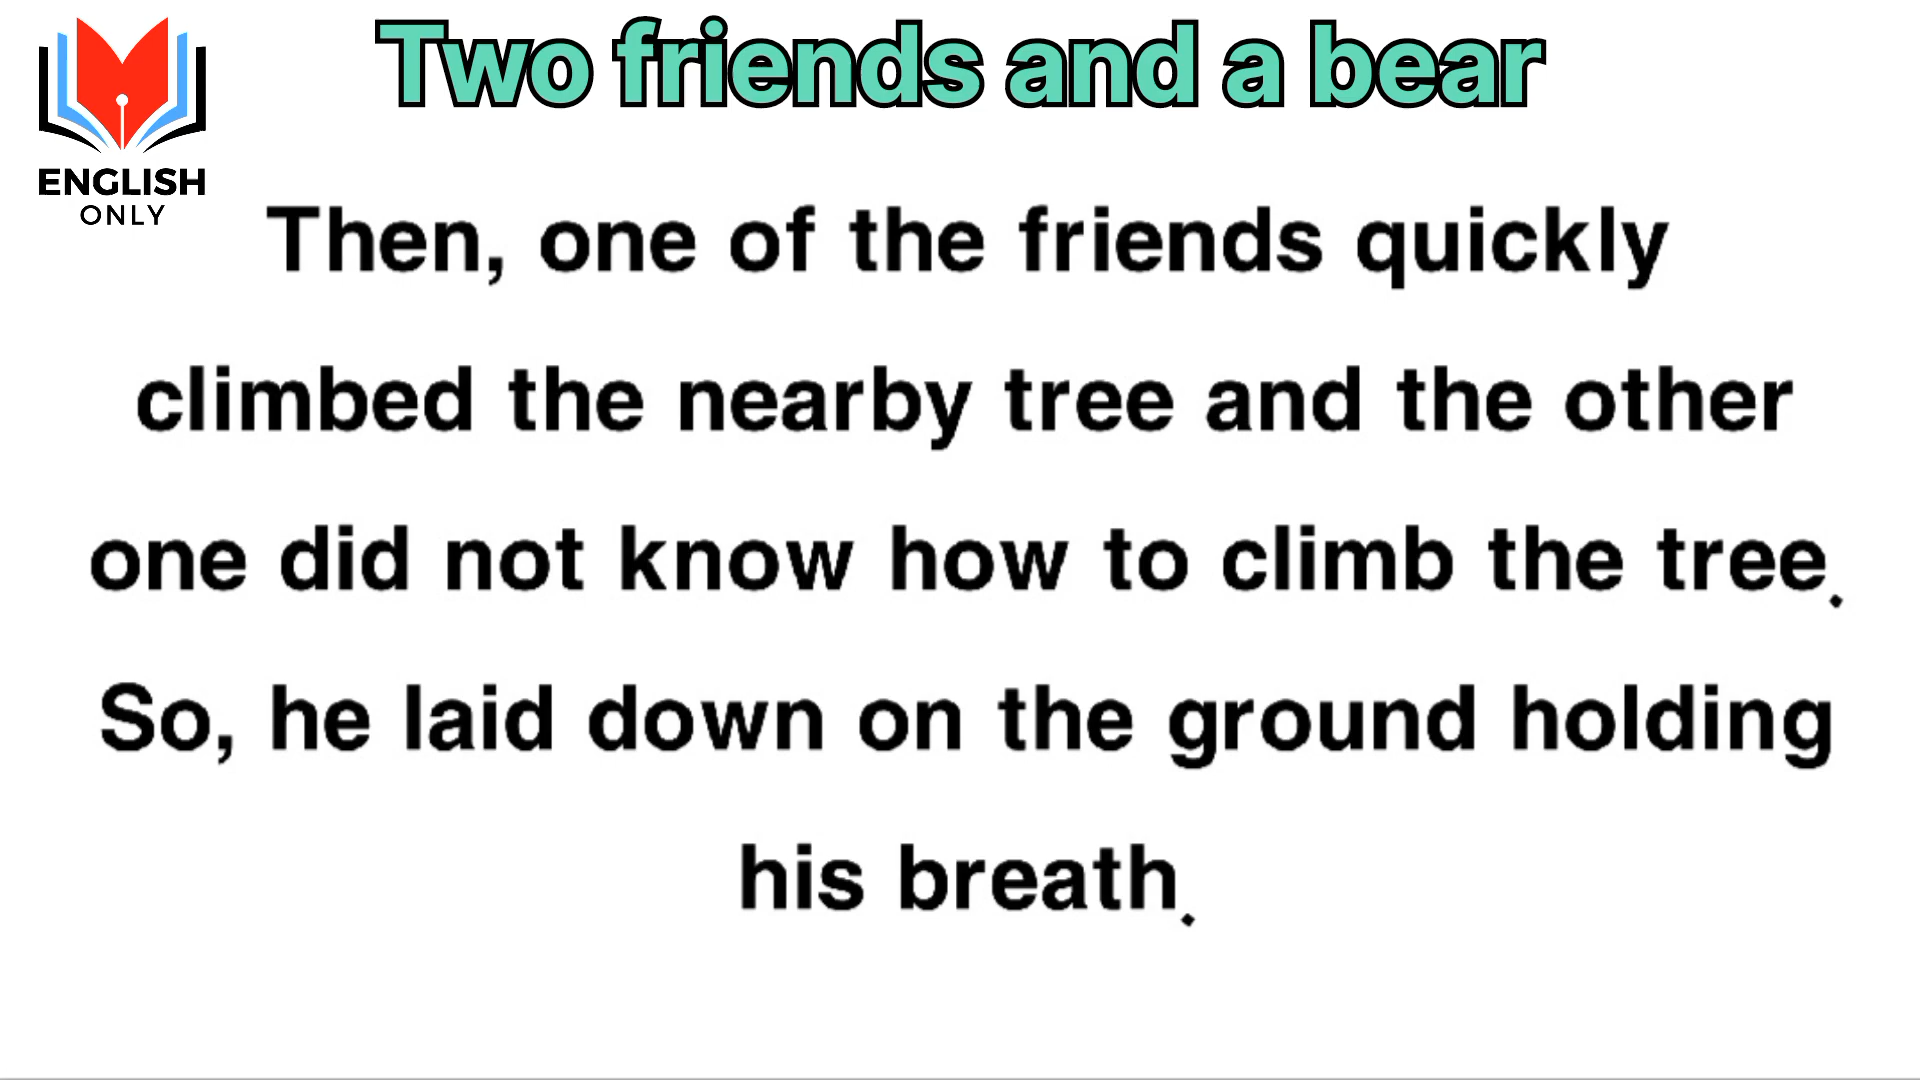 Two friends and a bear
ENGLISH
ONLY
Then, one of the friends quickly
climbed the nearby tree and the other
one did not know how to climb the tree.
So, he laid down on the ground holding
his breath.